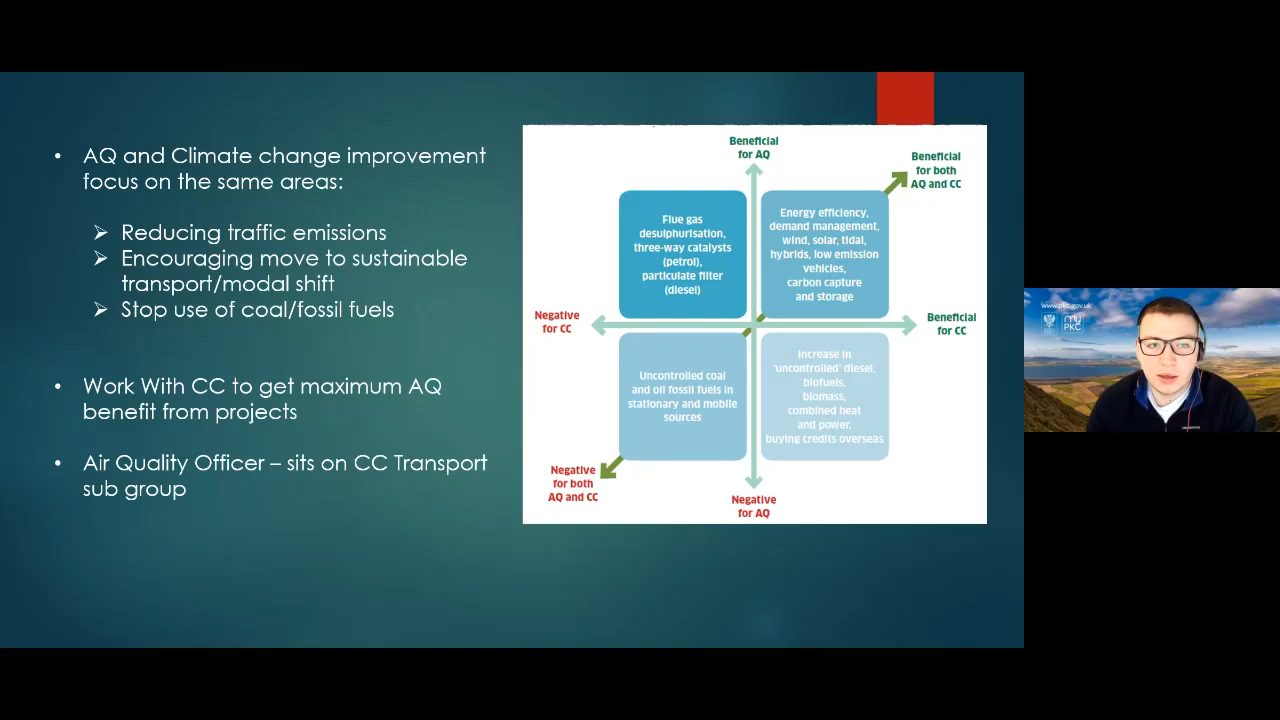 AQ and Climate change improvement
focus on the same areas:
Reducing traffic emissions
Encouraging move to sustainable
transport/modal shift
Stop use of coal/fossil fuels
Work With CC to get maximum AQ
benefit from projects
Air Quality Officer – sits on CC Transport
sub group
Beneficial
for AQ
Beneficial
for both
AQ and CC
Flue gas
desulphurisation,
three-way catalysts
(petrol),
particulate filter
(diesel)
Energy efficiency,
demand management,
wind, solar, tidal,
hybrids, low emission
vehicles,
carbon capture
and storage
Negative
for CC
Beneficial
for CC
Uncontrolled coal
and oil fossil fuels in
stationary and mobile
sources
Increase in
'uncontrolled' diesel,
biofuels,
biomass,
combined heat
and power,
buying credits overseas
Negative
for both
AQ and CC
Negative
for AQ
www.pkc.gov.uk
my
PKC